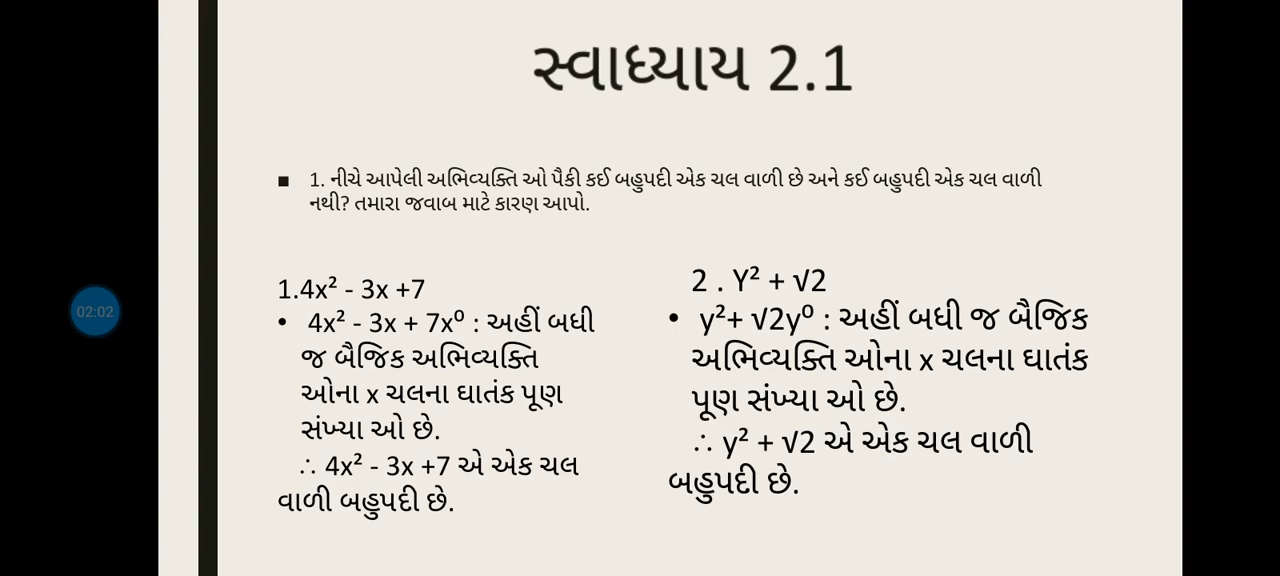 સ્વાધ્યાય 2.1
▪ 1. નીચે આપેલી અભિવ્યક્તિ ઓ પૈકી કઈ બહુપદી એક ચલ વાળી છે અને કઈ બહુપદી એક ચલ વાળી
નથી? તમારા જવાબ માટે કારણ આપો.
1.4x² - 3x +7
• 4x² - 3x + 7x⁰ : અહીં બધી
જ બૈજિક અભિવ્યક્તિ
ઓના x ચલના ઘાતંક પૂણ
સંખ્યા ઓ છે.
∴ 4x² - 3x +7 એ એક ચલ
વાળી બહુપદી છે.
2 . Y² + √2
• y²+ √2y⁰ : અહીં બધી જ બૈજિક
અભિવ્યક્તિ ઓના x ચલના ઘાતંક
પૂણ સંખ્યા ઓ છે.
∴ y² + √2 એ એક ચલ વાળી
બહુપદી છે.
02:02